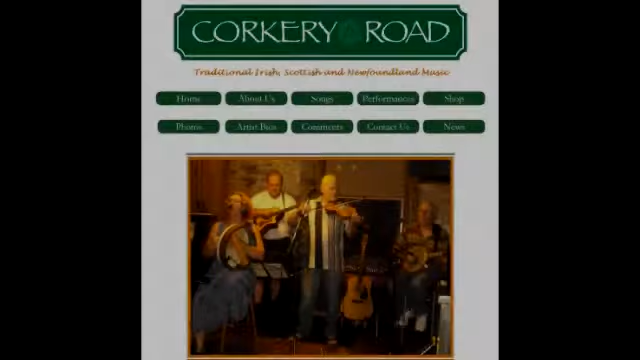 CORKERY ROAD
Traditional Irish, Scottish and Newfoundland Music
Home About Us Songs Performances Shop
Photos Artist Bios Comments Contact Us News